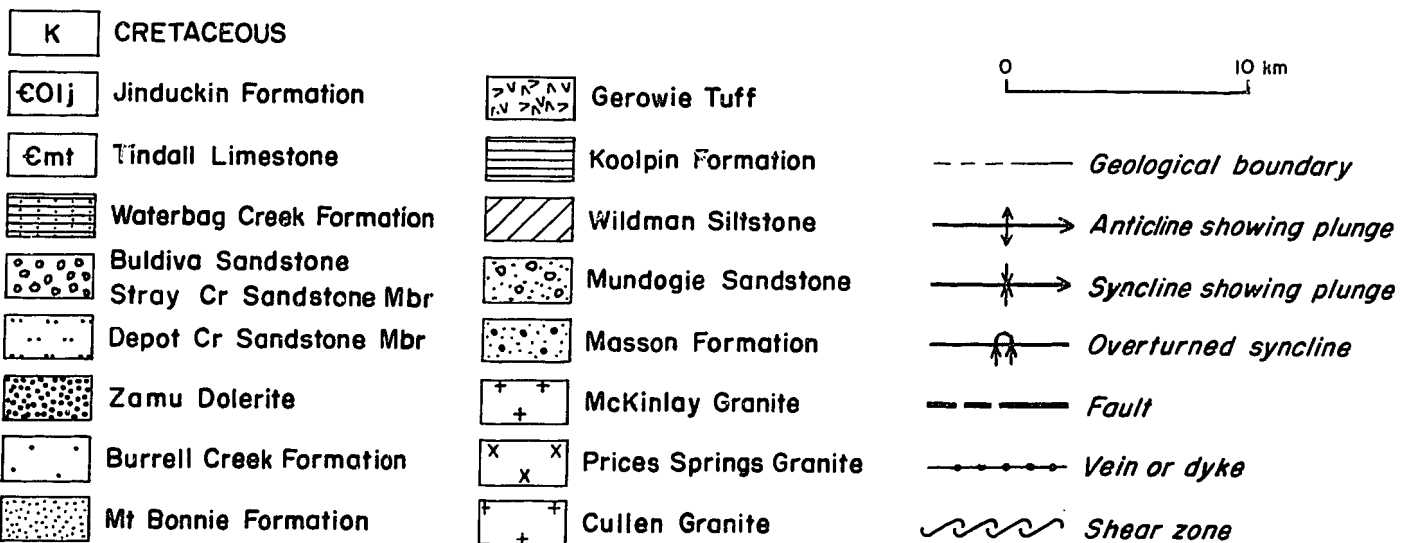 K CRETACEOUS
€Olj Jinduckin Formation
€mt Tindall Limestone
Waterbag Creek Formation
Buldiva Sandstone
Stray Cr Sandstone Mbr
Depot Cr Sandstone Mbr
Zamu Dolerite
Burrell Creek Formation
Mt Bonnie Formation
Gerowie Tuff
Koolpin Formation
Wildman Siltstone
Mundogie Sandstone
Masson Formation
McKinlay Granite
Prices Springs Granite
Cullen Granite
0 10 km
Geological boundary
Anticline showing plunge
Syncline showing plunge
Overturned syncline
Fault
Vein or dyke
Shear zone